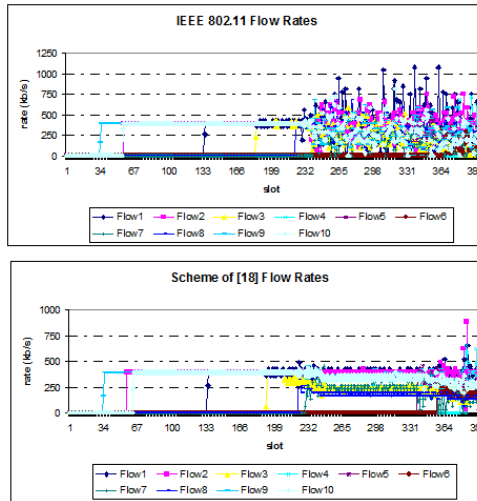 IEEE 802.11 Flow Rates
1250
1000
750
500
250
0
rate (kb/s)
1 34 67 100 133 166 199 232 265 298 331 364 39
slot
Flow1 Flow2 Flow3 Flow4 Flow5 Flow6
Flow7 Flow8 Flow9 Flow10
Scheme of [18] Flow Rates
1000
750
500
250
0
rate (kb/s)
1 34 67 100 133 166 199 232 265 298 331 364 39
slot
Flow1 Flow2 Flow3 Flow4 Flow5 Flow6
Flow7 Flow8 Flow9 Flow10